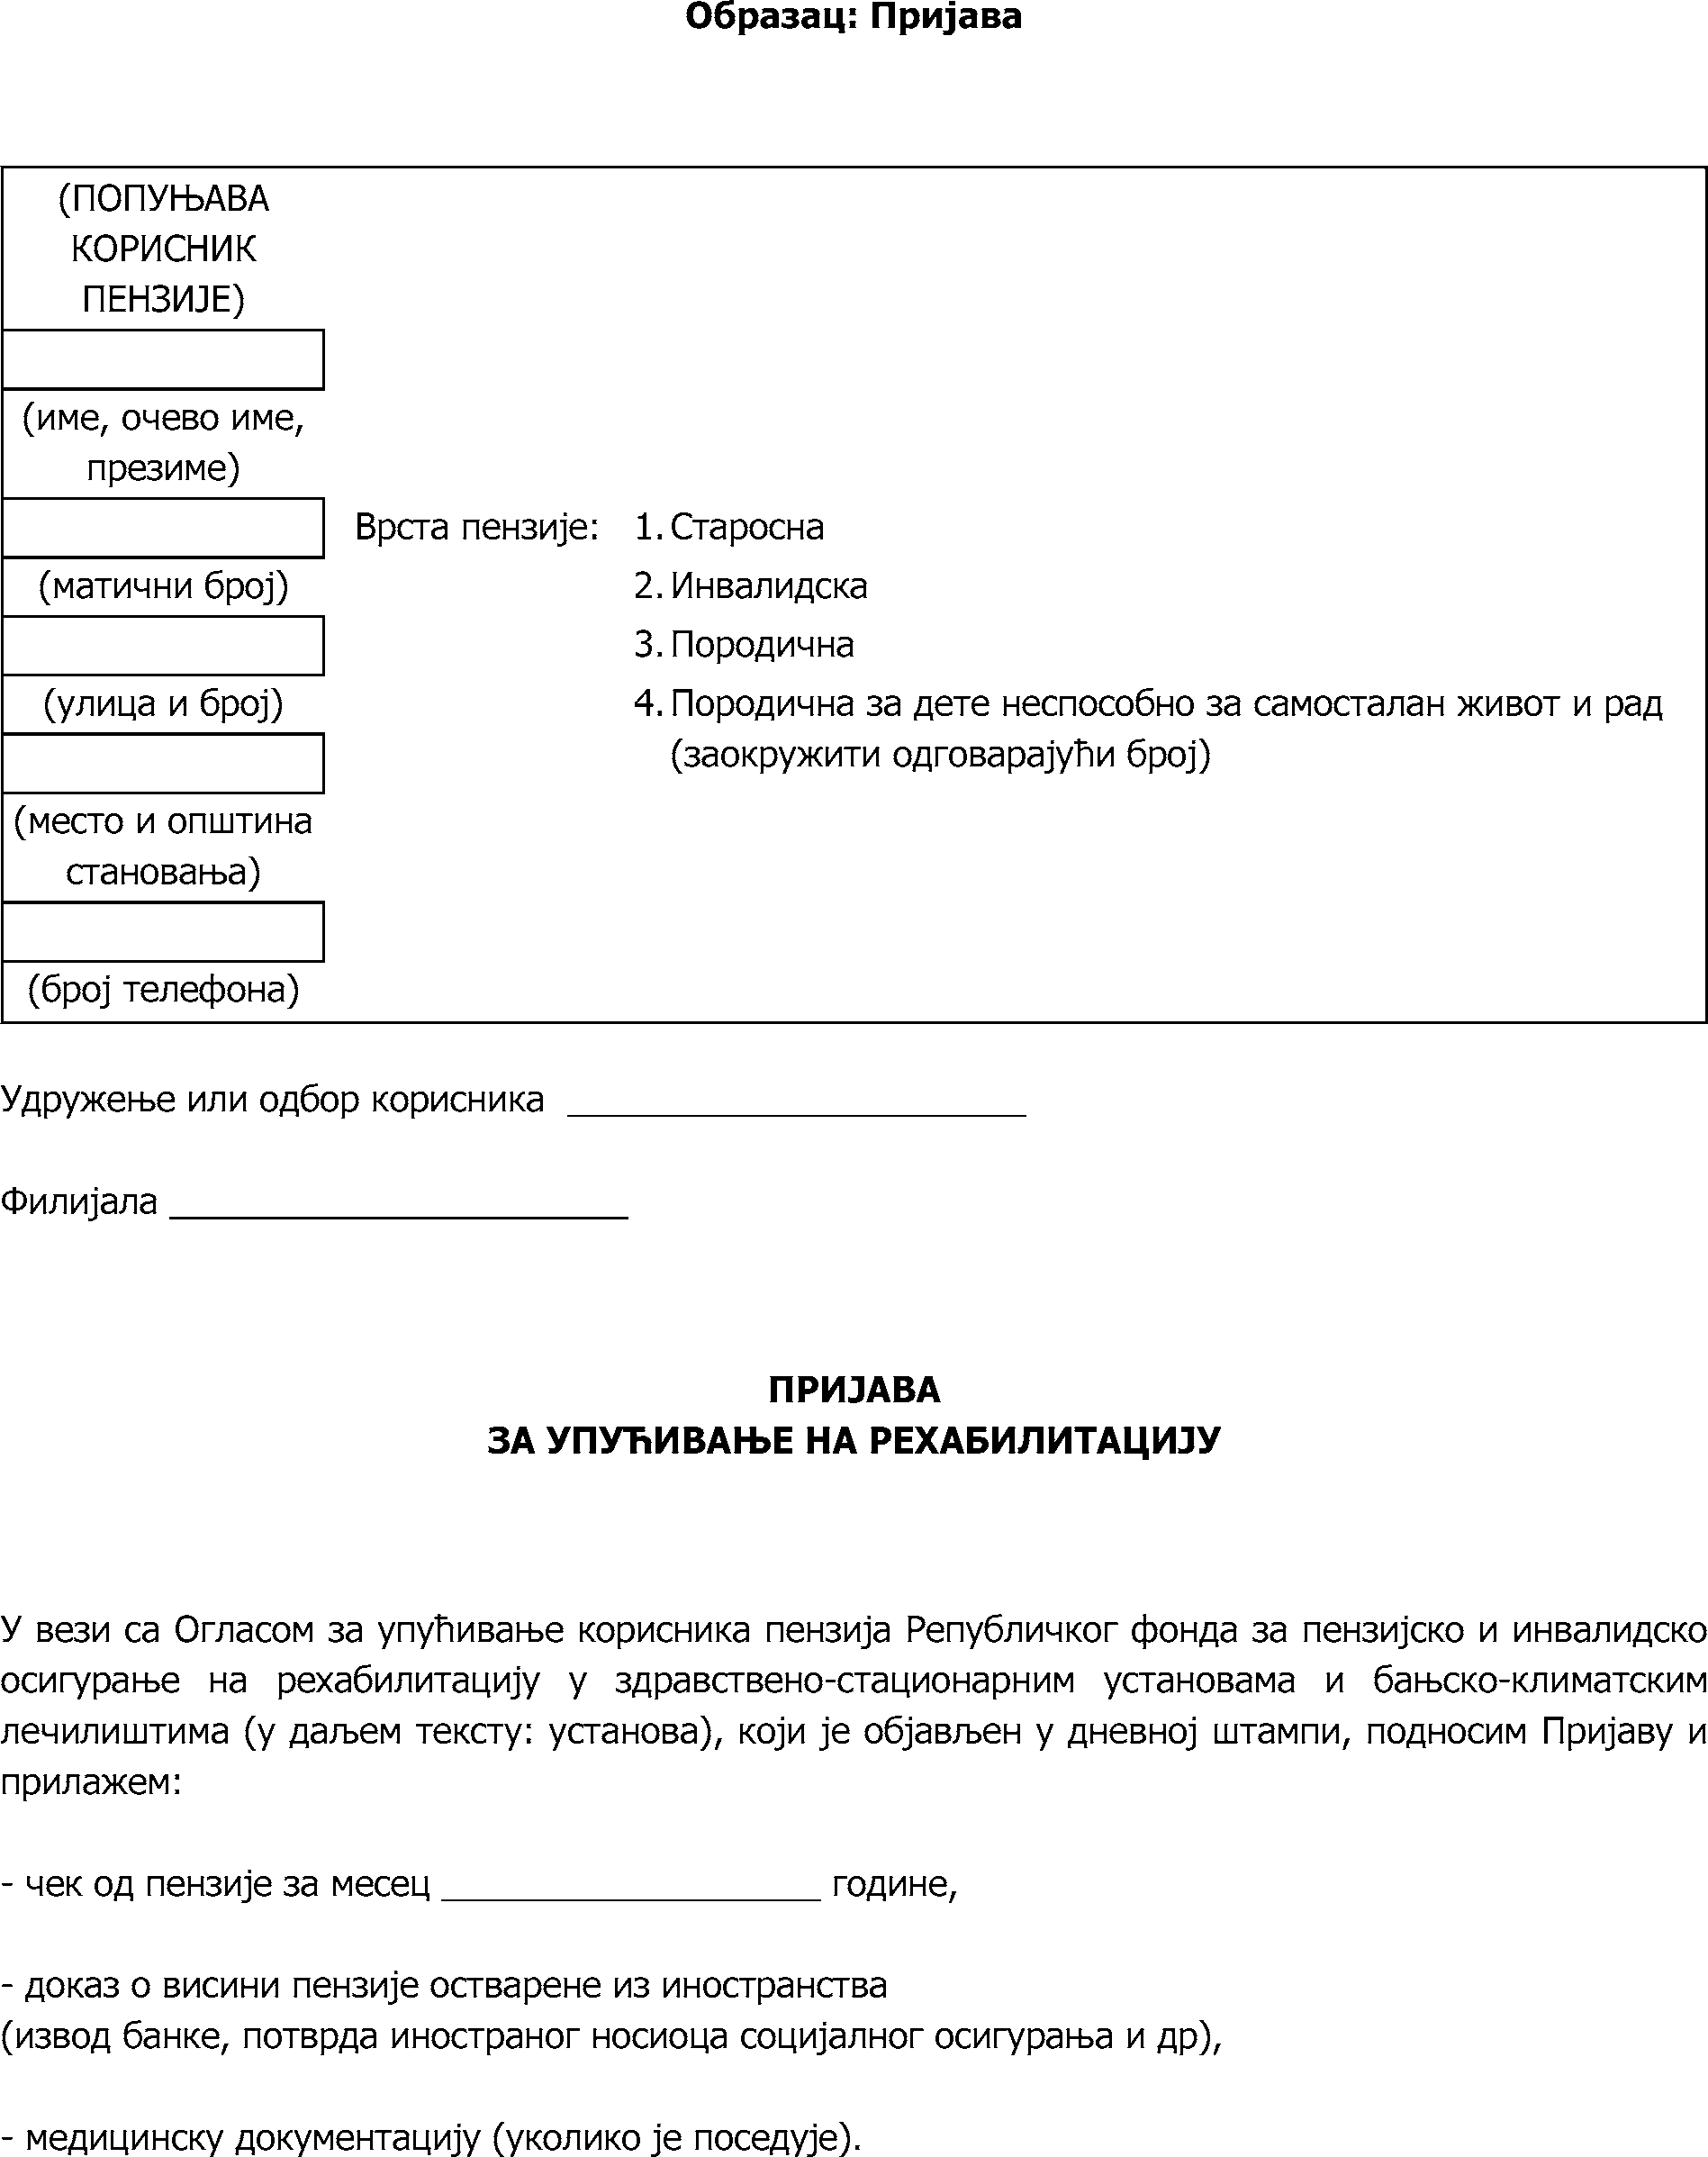 Образац: Пријава
(ПОПУЊАВА
КОРИСНИК
ПЕНЗИЈЕ)
(име, очево име,
презиме)
(матични број)
(улица и број)
(место и општина
становања)
(број телефона)
Врста пензије:
1. Старосна
2. Инвалидска
3. Породична
4. Породична за дете неспособно за самосталан живот и рад
(заокружити одговарајући број)
Удружење или одбор корисника ________________________
Филијала ________________________
ПРИЈАВА
ЗА УПУЋИВАЊЕ НА РЕХАБИЛИТАЦИЈУ
У вези са Огласом за упућивање корисника пензија Републичког фонда за пензијско и инвалидско
осигурање на рехабилитацију у здравствено-стационарним установама и бањско-климатским
лечилиштима (у даљем тексту: установа), који је објављен у дневној штампи, подносим Пријаву и
прилажем:
- чек од пензије за месец ____________________ године,
- доказ о висини пензије остварене из иностранства
(извод банке, потврда иностраног носиоца социјалног осигурања и др),
- медицинску документацију (уколико је поседује).